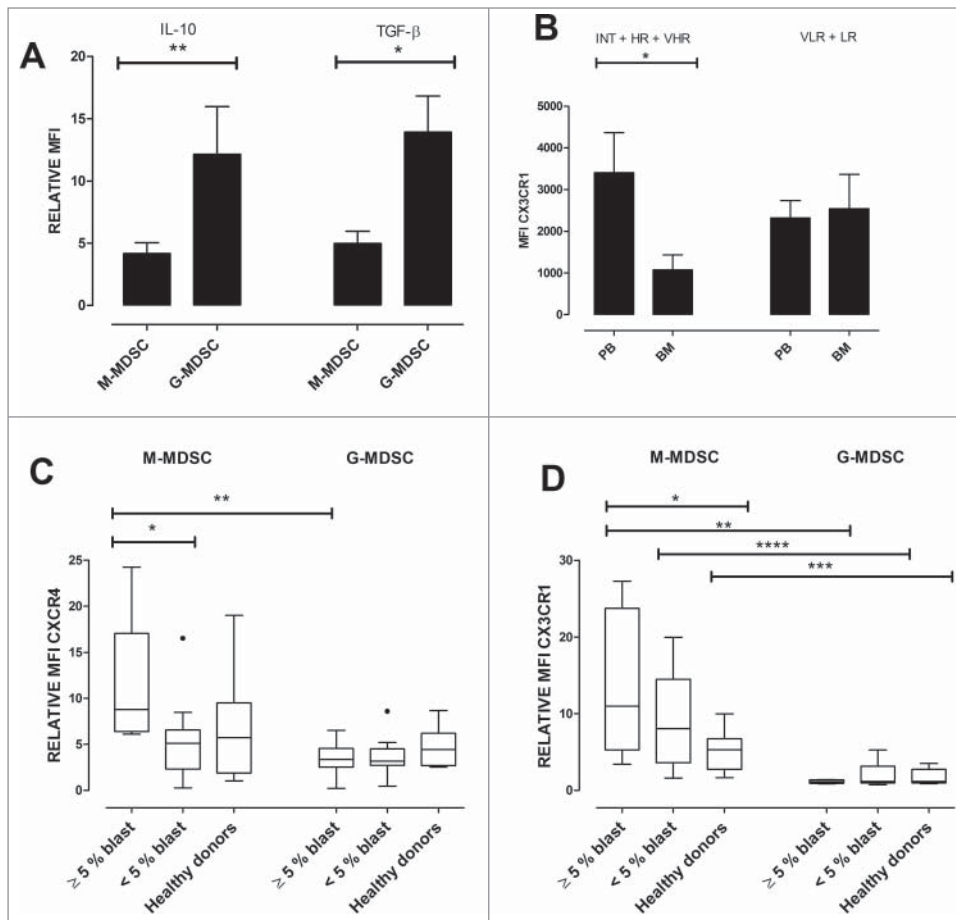 A
IL-10
TGF-β
**
*
RELATIVE MFI
20
15
10
5
0
M-MDSC
G-MDSC
M-MDSC
G-MDSC
B
INT + HR + VHR
VLR + LR
*
MFI CX3CR1
5000
4000
3000
2000
1000
0
PB
BM
PB
BM
C
M-MDSC
G-MDSC
**
*
RELATIVE MFI CXCR4
25
20
15
10
5
0
≥ 5 % blast
< 5 % blast
Healthy donors
≥ 5 % blast
< 5 % blast
Healthy donors
D
M-MDSC
G-MDSC
*
**
****
***
RELATIVE MFI CX3CR1
30
20
10
0
≥ 5 % blast
< 5 % blast
Healthy donors
≥ 5 % blast
< 5 % blast
Healthy donors